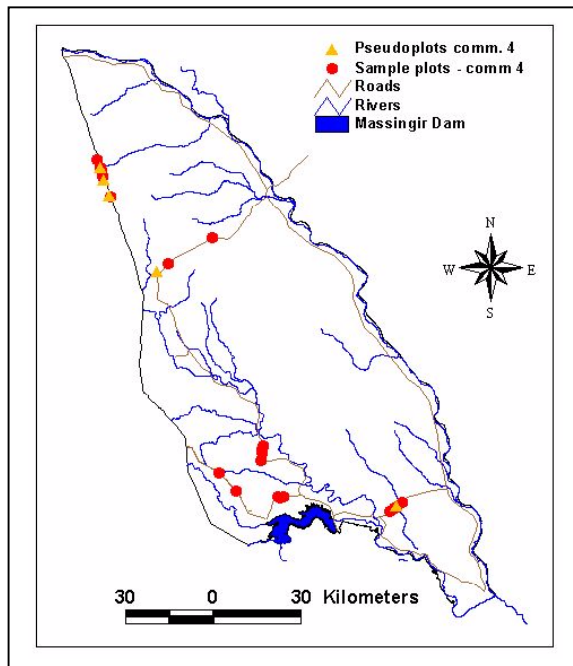 Pseudoplots comm. 4
Sample plots - comm 4
Roads
Rivers
Massingir Dam
N
W E
S
30 0 30 Kilometers